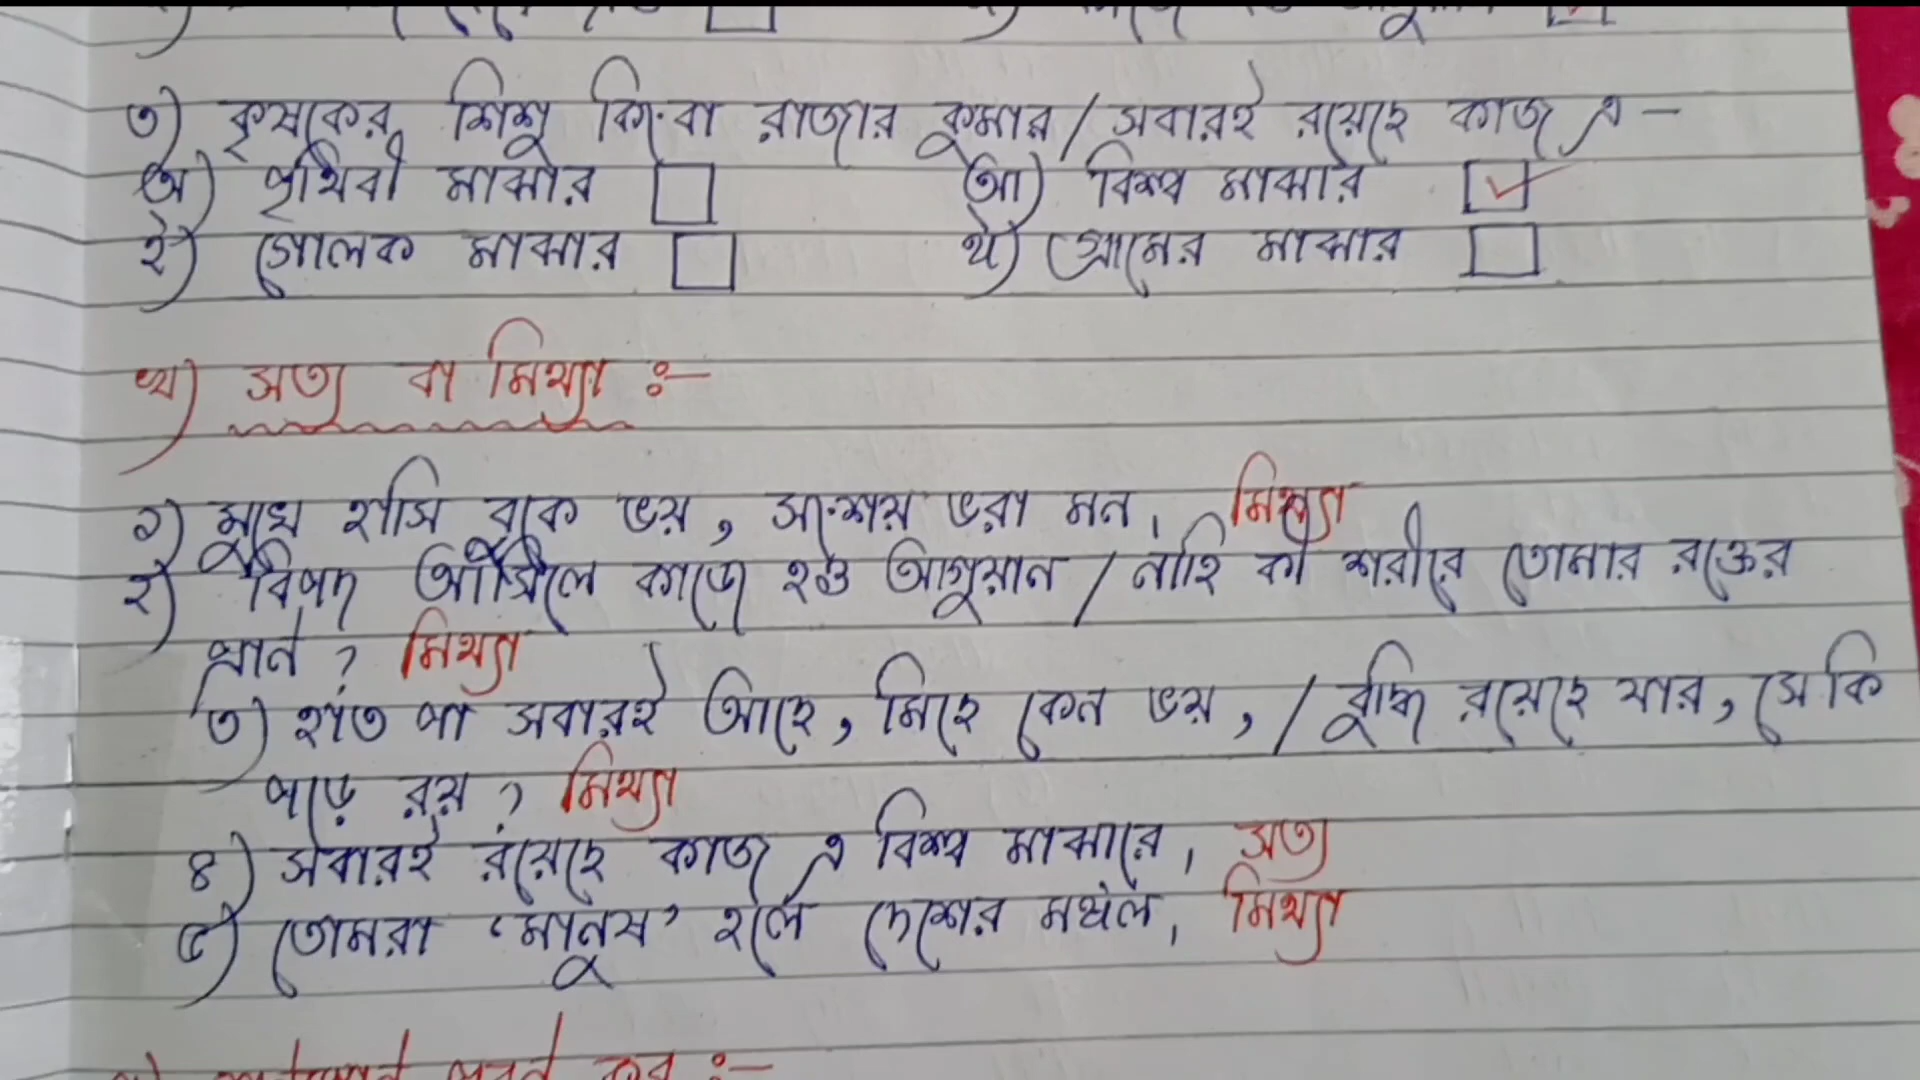 ৩) কৃষকের শিশু কিংবা রাজার কুমার / সবারই রয়েছে কাজ এ –
অ) পৃথিবী মাঝার আ) বিশ্ব মাঝার
ই) গোলক মাঝার ঈ) গ্রামের মাঝার
খ) সত্য বা মিথ্যা :–
১) মুখে হাসি বুকে ভয়, সংশয় ভরা মন। মিথ্যা
২) বিপদ আসিলে কাছে হও আগুয়ান / নাহি কী শরীরে তোমার রক্তের
প্রান? মিথ্যা
৩) হাত পা সবারই আছে, মিছে কেন ভয়, / বুদ্ধি রয়েছে যার, সে কি
পড়ে রয়? মিথ্যা
৪) সবারই রয়েছে কাজ এ বিশ্ব মাঝারে। সত্য
৫) তোমরা 'মানুষ' হলে দেশের মঙ্গল। মিথ্যা